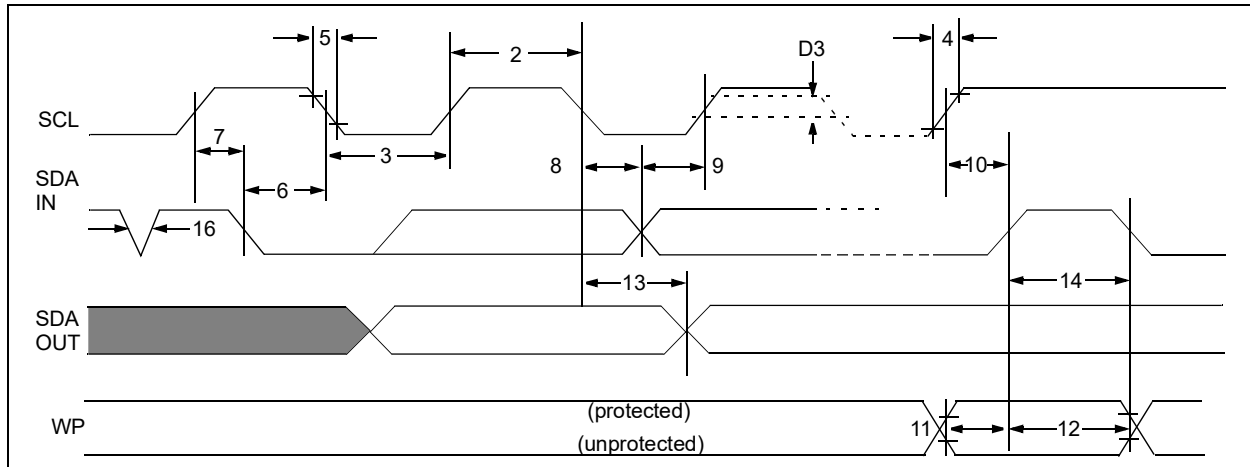 5
2
D3
4
SCL
7
3
8
9
10
SDA
IN
6
16
13
14
SDA
OUT
WP
(protected)
(unprotected)
11
12